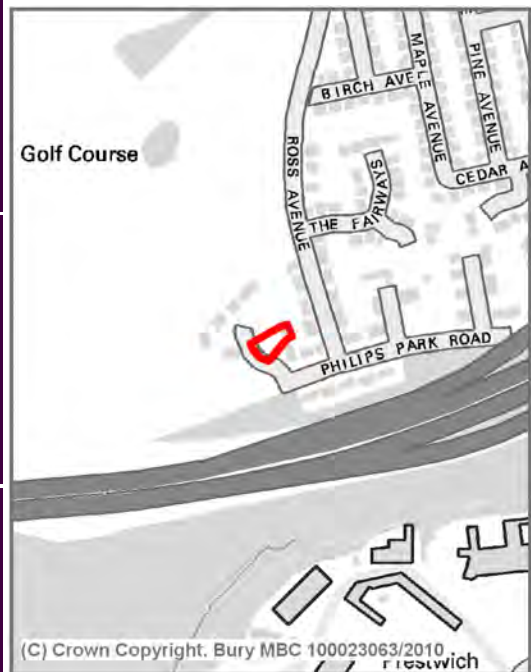 BIRCH AVE
MAPLE AVENUE
PINE AVENUE
Golf Course
ROSS AVENUE
CEDAR A
THE FAIRWAYS
PHILIPS PARK ROAD
(C) Crown Copyright. Bury MBC 100023063/2010
Prestwich